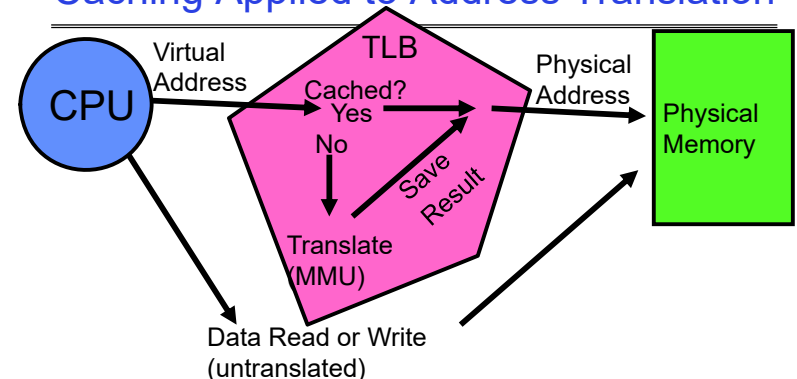 Caching Applied to Address Translation
TLB
Virtual
Address
Physical
Address
CPU
Cached?
Yes
No
Save
Result
Physical
Memory
Translate
(MMU)
Data Read or Write
(untranslated)